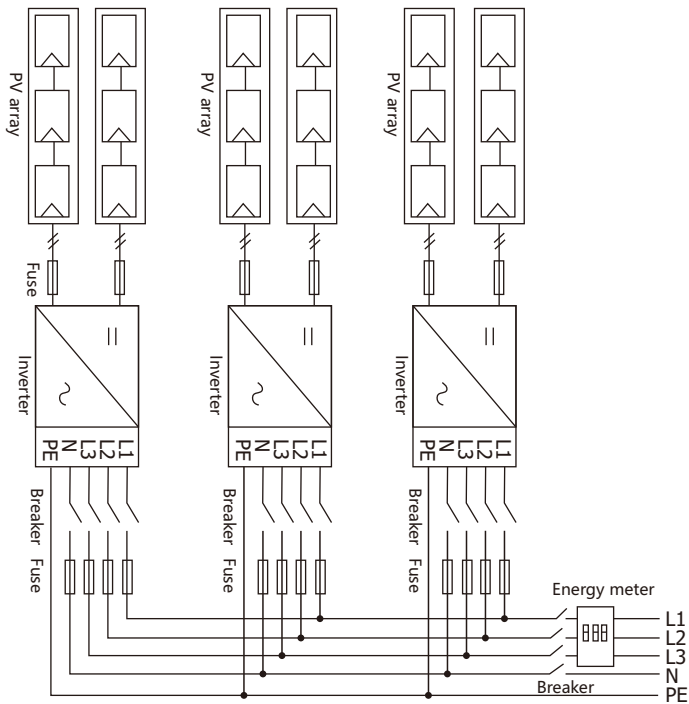 PV array
PV array
PV array
Fuse
Inverter
Inverter
Inverter
PE
N
L3
L2
L1
PE
N
L3
L2
L1
PE
N
L3
L2
L1
Breaker
Breaker
Breaker
Fuse
Fuse
Fuse
Energy meter
L1
L2
L3
N
Breaker
PE